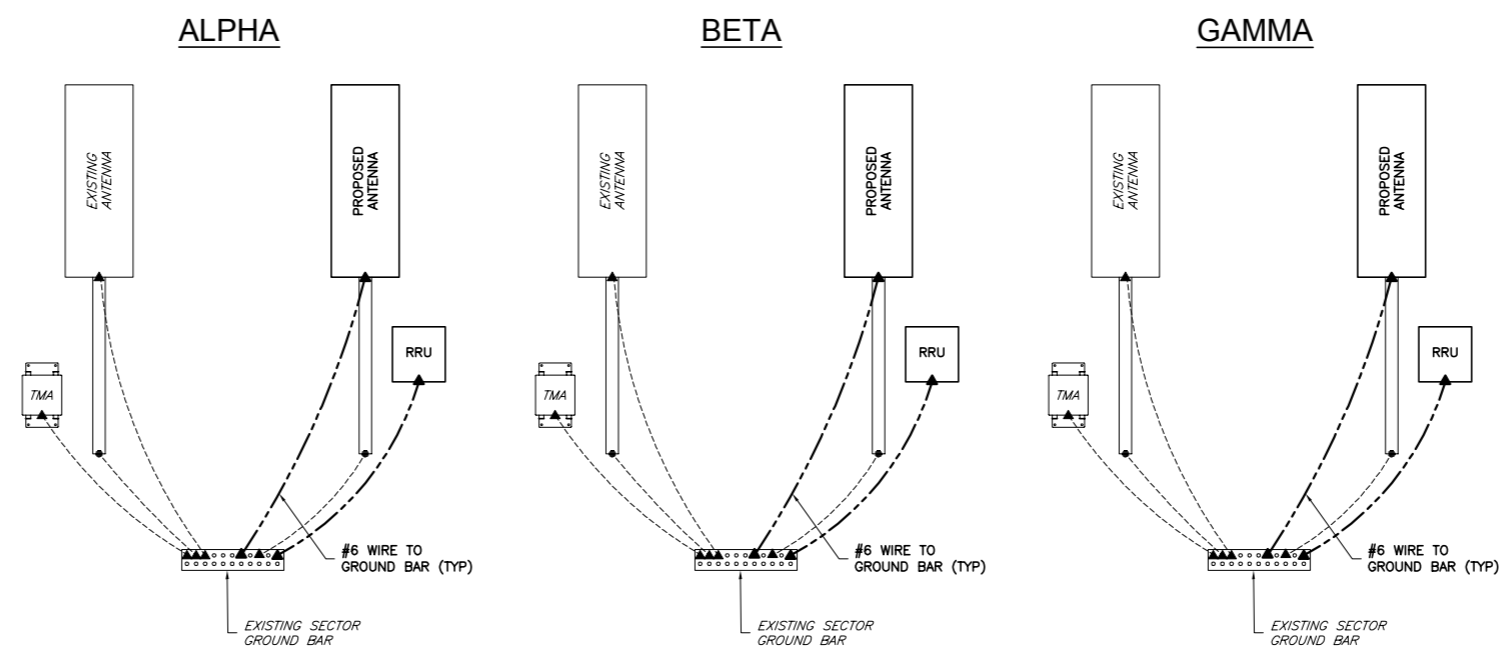 ALPHA
EXISTING
ANTENNA
PROPOSED
ANTENNA
TMA
RRU
#6 WIRE TO
GROUND BAR (TYP)
EXISTING SECTOR
GROUND BAR
BETA
EXISTING
ANTENNA
PROPOSED
ANTENNA
TMA
RRU
#6 WIRE TO
GROUND BAR (TYP)
EXISTING SECTOR
GROUND BAR
GAMMA
EXISTING
ANTENNA
PROPOSED
ANTENNA
TMA
RRU
#6 WIRE TO
GROUND BAR (TYP)
EXISTING SECTOR
GROUND BAR